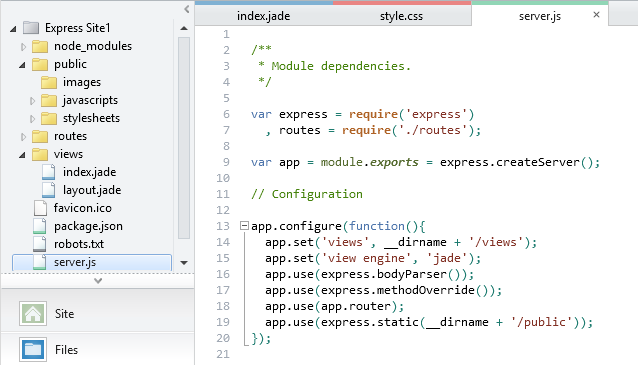 Express Site1
node_modules
public
images
javascripts
stylesheets
routes
views
index.jade
layout.jade
favicon.ico
package.json
robots.txt
server.js
Site
Files
index.jade style.css server.js ×
1
2 /**
3 * Module dependencies.
4 */
5
6 var express = require('express')
7 , routes = require('./routes');
8
9 var app = module.exports = express.createServer();
10
11 // Configuration
12
13 app.configure(function(){
14 app.set('views', __dirname + '/views');
15 app.set('view engine', 'jade');
16 app.use(express.bodyParser());
17 app.use(express.methodOverride());
18 app.use(app.router);
19 app.use(express.static(__dirname + '/public'));
20 });
21